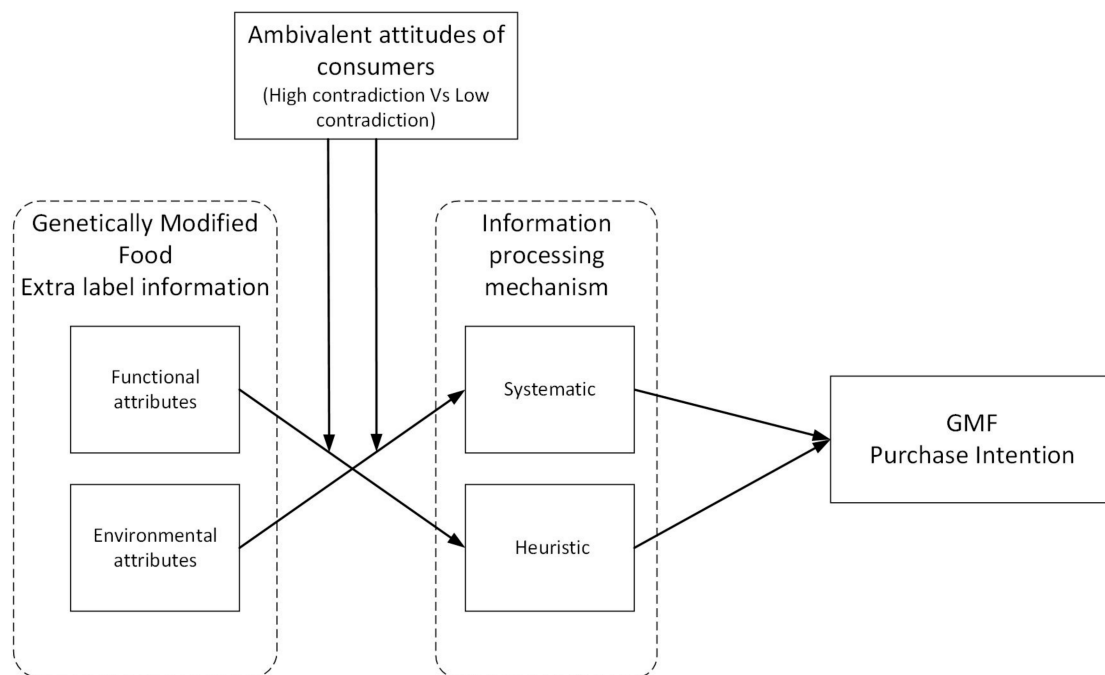 Ambivalent attitudes of
consumers
(High contradiction Vs Low
contradiction)
Genetically Modified
Food
Extra label information
Functional
attributes
Environmental
attributes
Information
processing
mechanism
Systematic
Heuristic
GMF
Purchase Intention